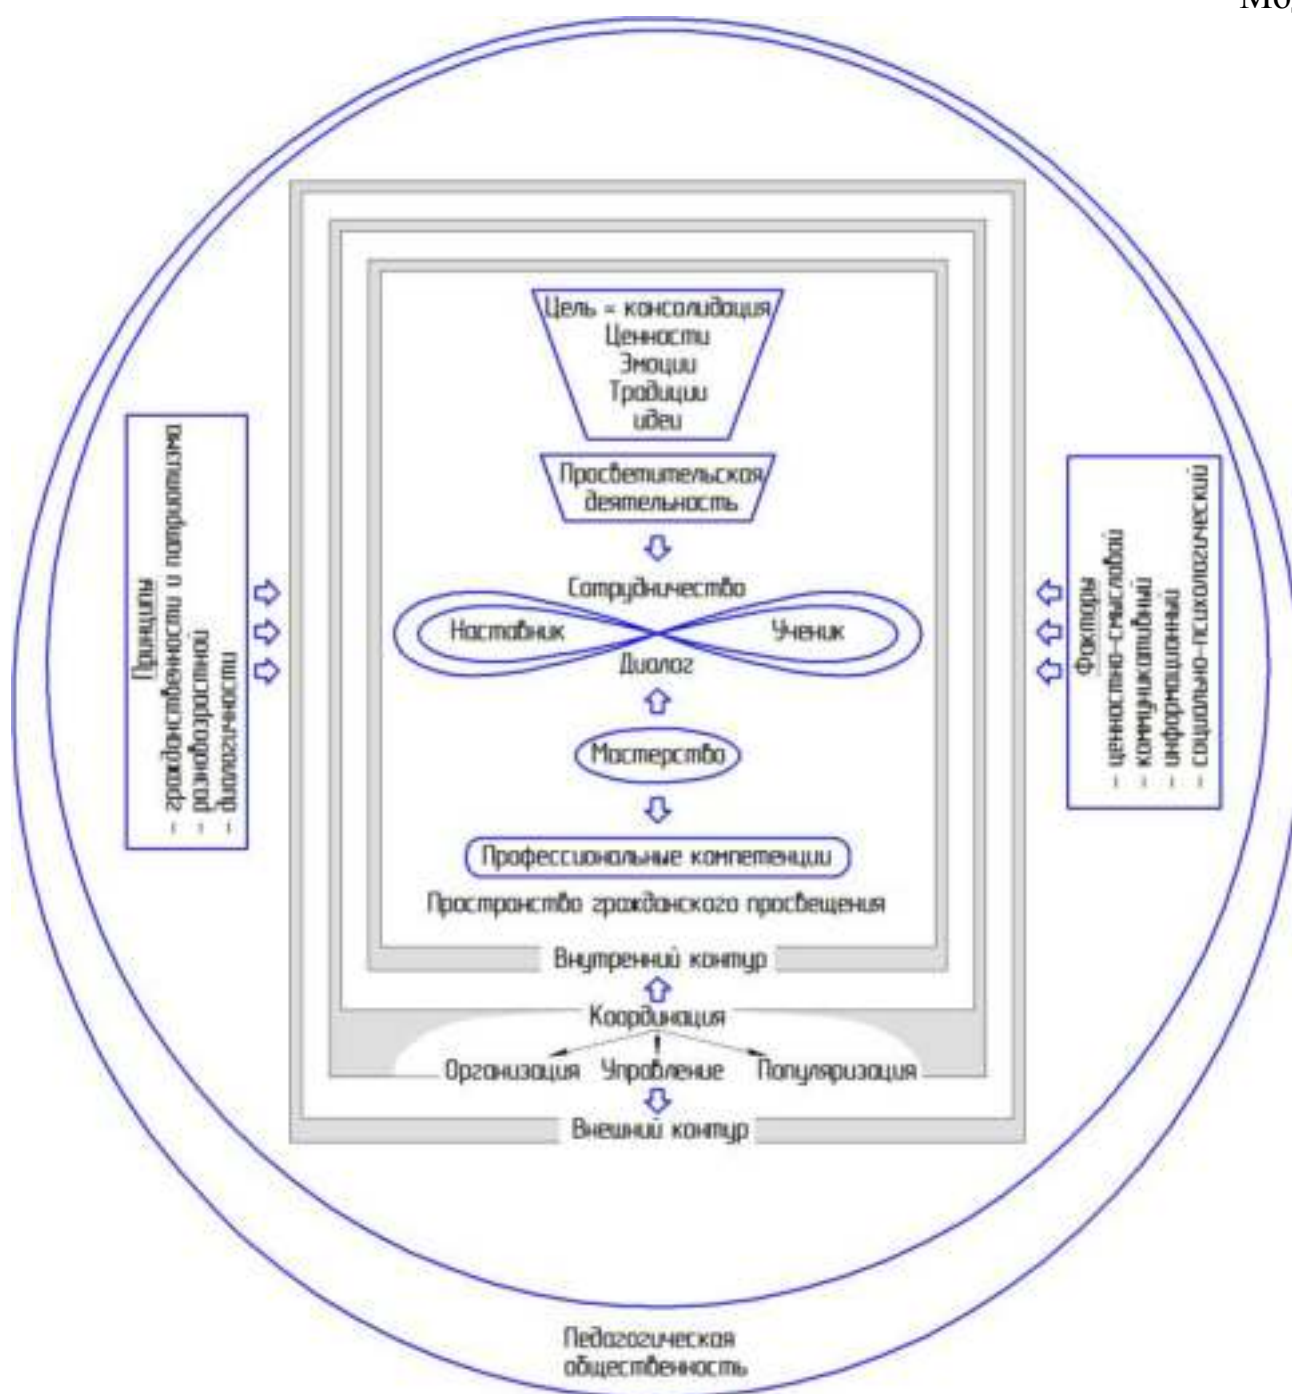 Цель = консолидация
Ценности
Эмоции
Традиции
идеи
Просветительская
деятельность
Сотрудничество
Наставник
Ученик
Диалог
Мастерство
Профессиональные компетенции
Пространство гражданского просвещения
Внутренний контур
Координация
Организация Управление Популяризация
Внешний контур
Принципы
- гражданственности и патриотизма
- разновозрастной
- диалогичности
Факторы
- ценностно-смысловой
- коммуникативный
- информационный
- социально-психологический
Педагогическая
общественность